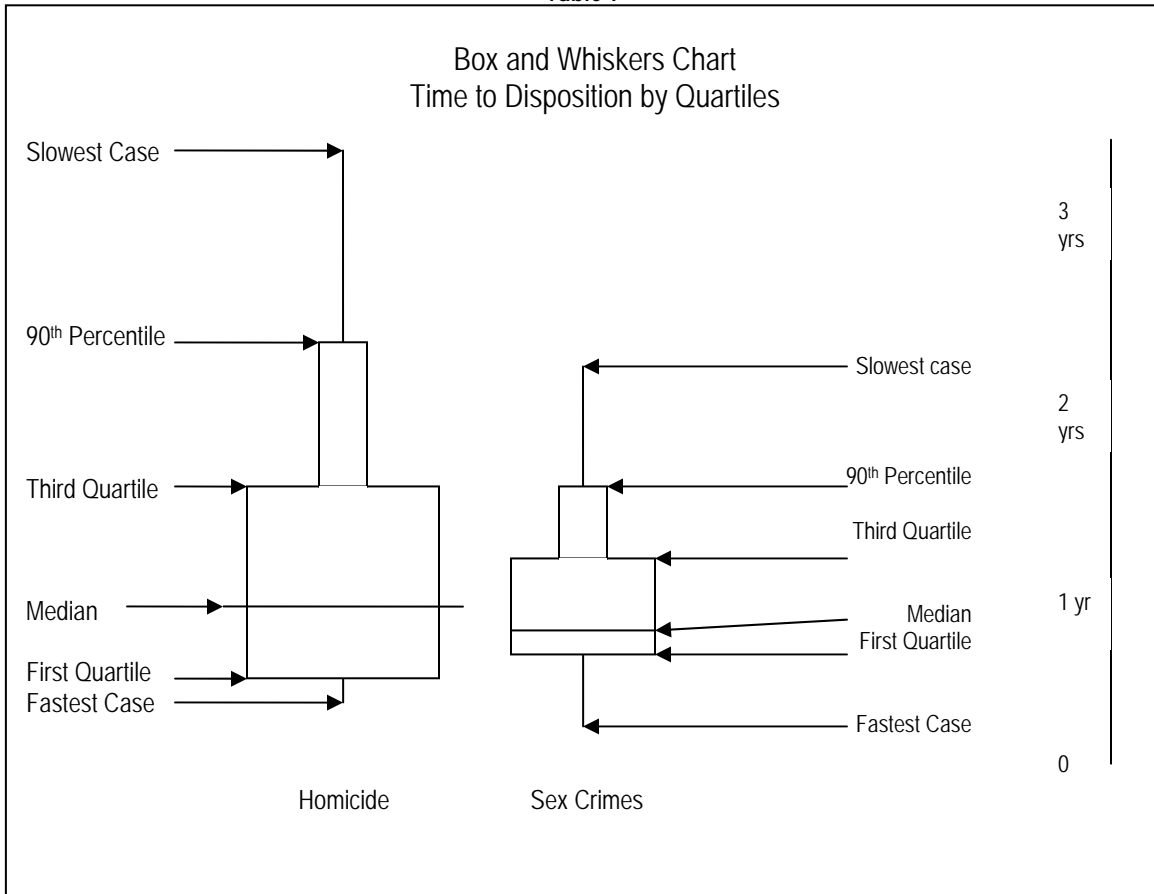 Box and Whiskers Chart
Time to Disposition by Quartiles
Slowest Case
90th Percentile
Third Quartile
Median
First Quartile
Fastest Case
Slowest case
90th Percentile
Third Quartile
Median
First Quartile
Fastest Case
3
yrs
2
yrs
1 yr
0
Homicide
Sex Crimes